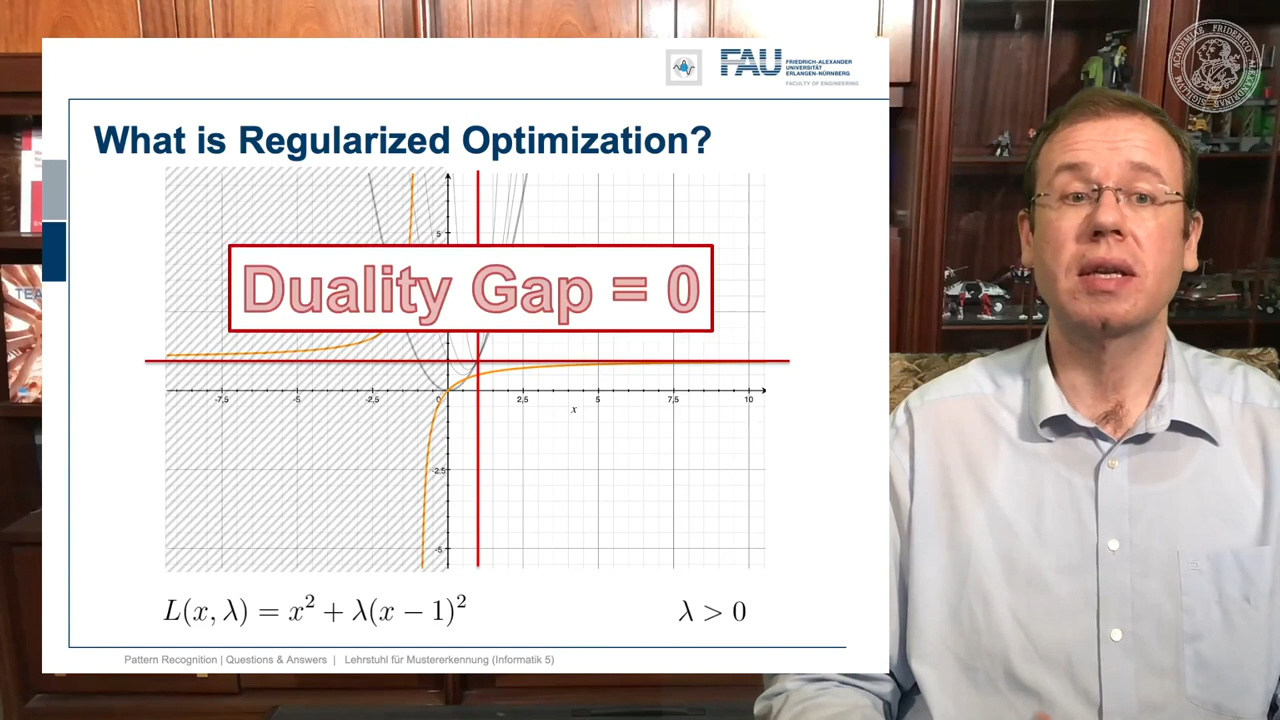 FAU
FRIEDRICH-ALEXANDER
UNIVERSITÄT
ERLANGEN-NÜRNBERG
FACULTY OF ENGINEERING
What is Regularized Optimization?
5
Duality Gap = 0
-7,5 -5 -2,5 0 2,5 5 7,5 10
x
-2,5
-5
L(x, λ) = x² + λ(x − 1)² λ > 0
Pattern Recognition | Questions & Answers | Lehrstuhl für Mustererkennung (Informatik 5)
TEA